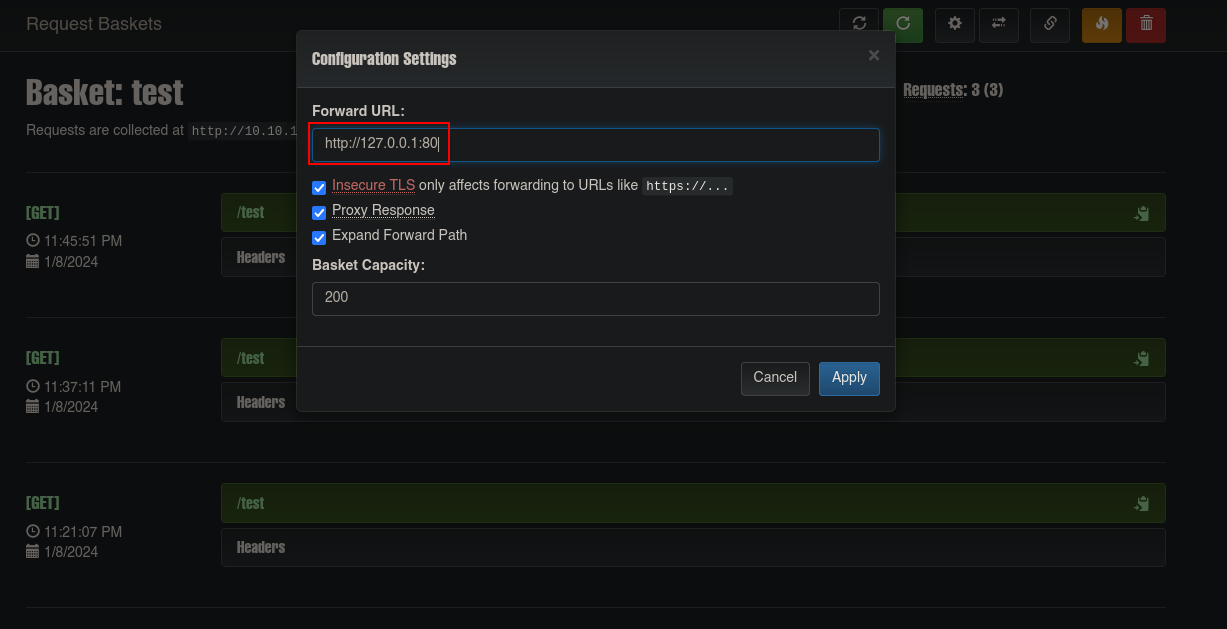 Request Baskets
Configuration Settings
×
Basket: test
Requests: 3 (3)
Requests are collected at http://10.10.1
Forward URL:
http://127.0.0.1:80
Insecure TLS only affects forwarding to URLs like https://...
Proxy Response
Expand Forward Path
Basket Capacity:
200
Cancel
Apply
[GET]
/test
11:45:51 PM
1/8/2024
Headers
[GET]
/test
11:37:11 PM
1/8/2024
Headers
[GET]
/test
11:21:07 PM
1/8/2024
Headers